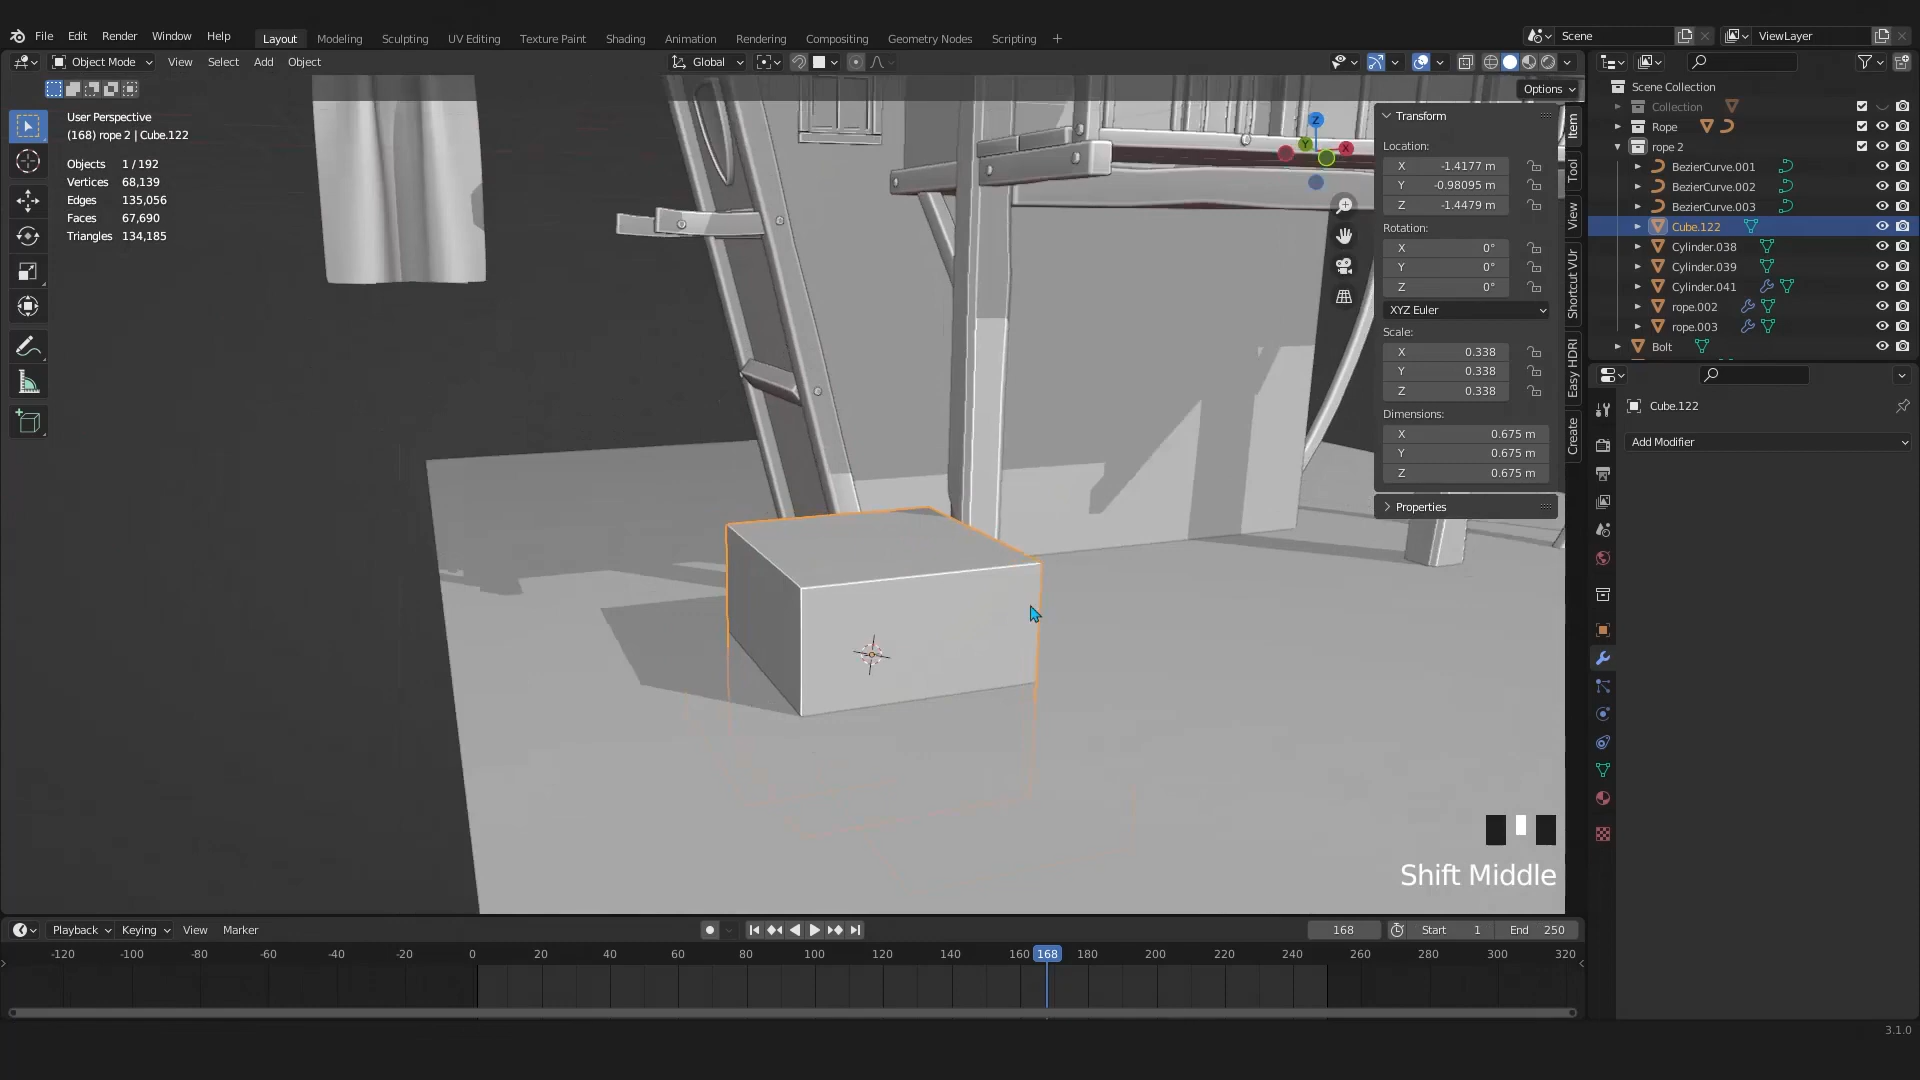 File Edit Render Window Help Layout Modeling Sculpting UV Editing Texture Paint Shading Animation Rendering Compositing Geometry Nodes Scripting + Scene ViewLayer
Object Mode View Select Add Object Global
Options
User Perspective
(168) rope 2 | Cube.122
Objects 1 / 192
Vertices 68,139
Edges 135,056
Faces 67,690
Triangles 134,185
Z
Y
X
Transform
Location:
X -1.4177 m
Y -0.98095 m
Z -1.4479 m
Rotation:
X 0°
Y 0°
Z 0°
XYZ Euler
Scale:
X 0.338
Y 0.338
Z 0.338
Dimensions:
X 0.675 m
Y 0.675 m
Z 0.675 m
Properties
Item
Tool
View
Shortcut VUr
Easy HDRI
Create
Scene Collection
Collection
Rope
rope 2
BezierCurve.001
BezierCurve.002
BezierCurve.003
Cube.122
Cylinder.038
Cylinder.039
Cylinder.041
rope.002
rope.003
Bolt
Cube.122
Add Modifier
Shift Middle
Playback Keying View Marker 168 Start 1 End 250
-120 -100 -80 -60 -40 -20 0 20 40 60 80 100 120 140 160 168 180 200 220 240 260 280 300 320
3.1.0